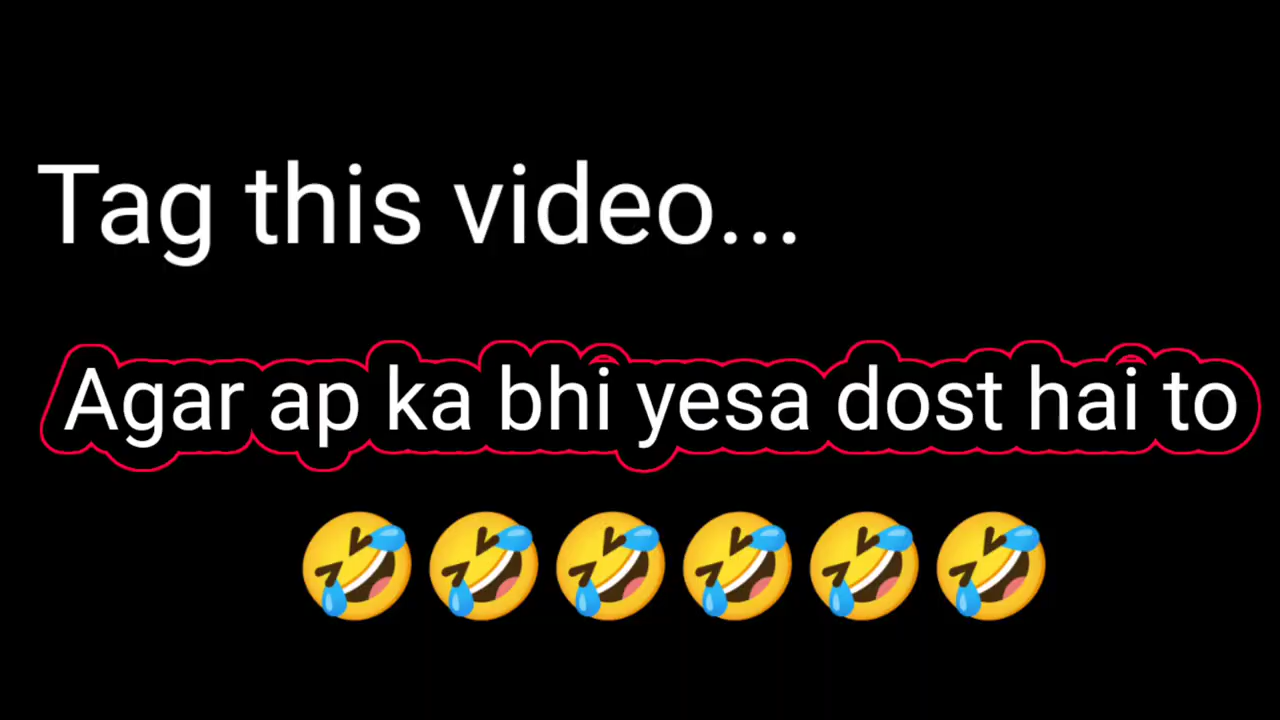 Tag this video...
Agar ap ka bhi yesa dost hai to
🤣🤣🤣🤣🤣🤣